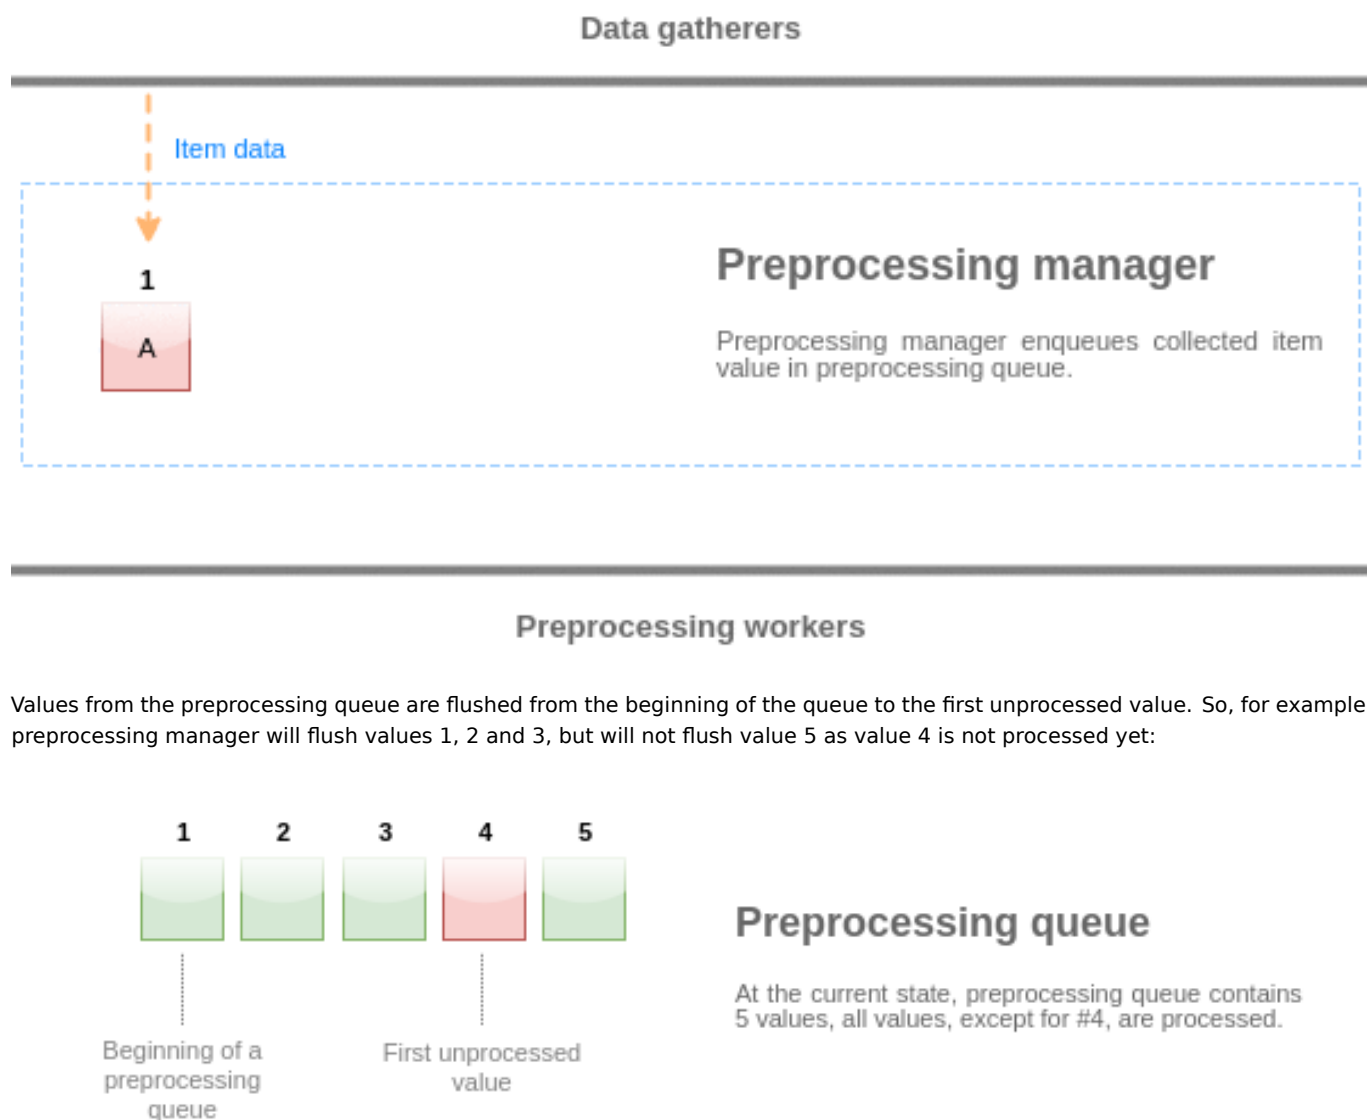 Data gatherers
Item data
1
A
Preprocessing manager
Preprocessing manager enqueues collected item
value in preprocessing queue.
Preprocessing workers
Values from the preprocessing queue are flushed from the beginning of the queue to the first unprocessed value. So, for example
preprocessing manager will flush values 1, 2 and 3, but will not flush value 5 as value 4 is not processed yet:
1 2 3 4 5
Preprocessing queue
At the current state, preprocessing queue contains
5 values, all values, except for #4, are processed.
Beginning of a
preprocessing
queue
First unprocessed
value